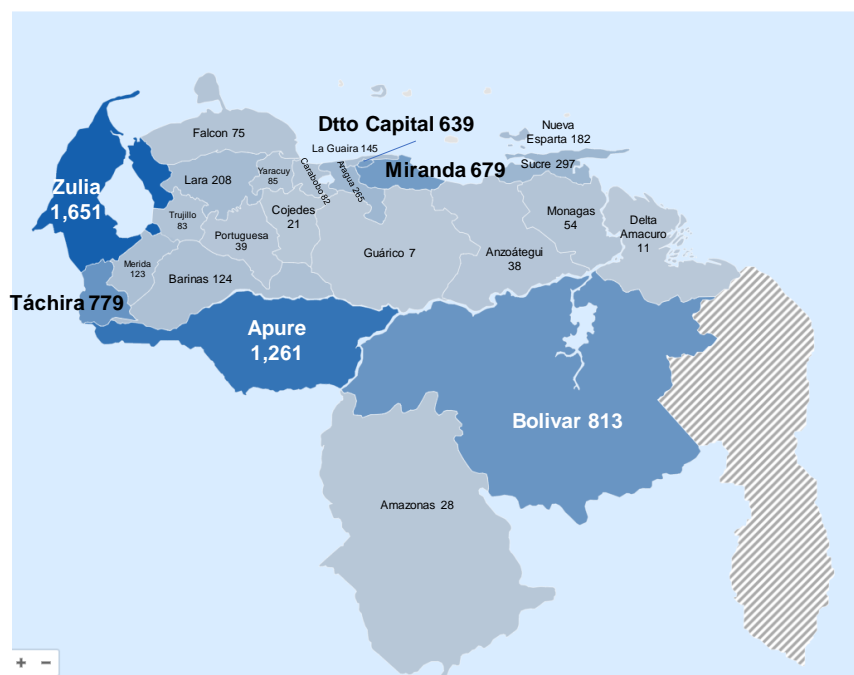 Dtto Capital 639
Nueva
Esparta 182
Falcon 75
La Guaira 145
Miranda 679
Sucre 297
Zulia
1,651
Lara 208
Yaracuy
85
Carabobo 82
Aragua 265
Trujillo
83
Cojedes
21
Portuguesa
39
Monagas
54
Delta
Amacuro
11
Guárico 7
Anzoátegui
38
Merida
123
Barinas 124
Táchira 779
Apure
1,261
Bolivar 813
Amazonas 28
+ −